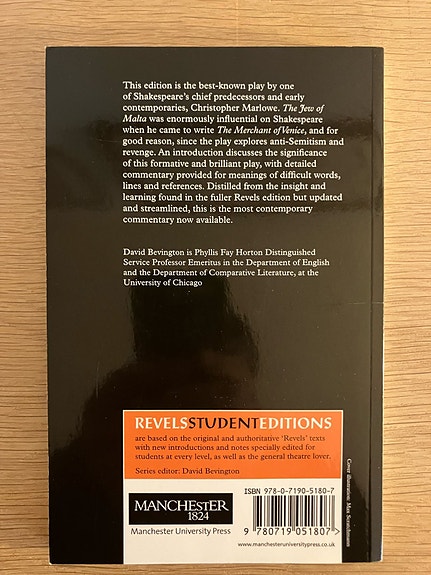 This edition is the best-known play by one
of Shakespeare's chief predecessors and early
contemporaries, Christopher Marlowe. The Jew of
Malta was enormously influential on Shakespeare
when he came to write The Merchant of Venice, and for
good reason, since the play explores anti-Semitism and
revenge. An introduction discusses the significance
of this formative and brilliant play, with detailed
commentary provided for meanings of difficult words,
lines and references. Distilled from the insight and
learning found in the fuller Revels edition but updated
and streamlined, this is the most contemporary
commentary now available.
David Bevington is Phyllis Fay Horton Distinguished
Service Professor Emeritus in the Department of English
and the Department of Comparative Literature, at the
University of Chicago
REVELSSTUDENTEDITIONS
are based on the original and authoritative 'Revels' texts
with new introductions and notes specially edited for
students at every level, as well as the general theatre lover.
Series editor: David Bevington
MANCHESTER
1824
Manchester University Press
ISBN 978-0-7190-5180-7
9 780719 051807 >
www.manchesteruniversitypress.co.uk
Cover illustration: Max Scratchmann